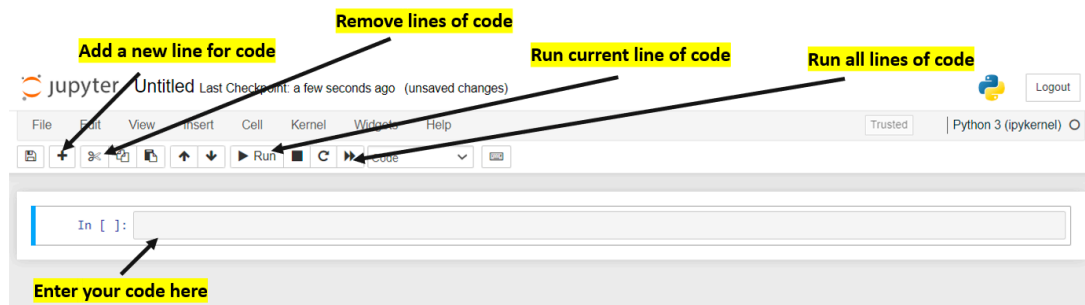 Remove lines of code
Add a new line for code
Run current line of code
Run all lines of code
jupyter Untitled Last Checkpoint: a few seconds ago (unsaved changes)
Logout
File Edit View Insert Cell Kernel Widgets Help
Trusted
Python 3 (ipykernel)
Run
Code
In [ ]:
Enter your code here